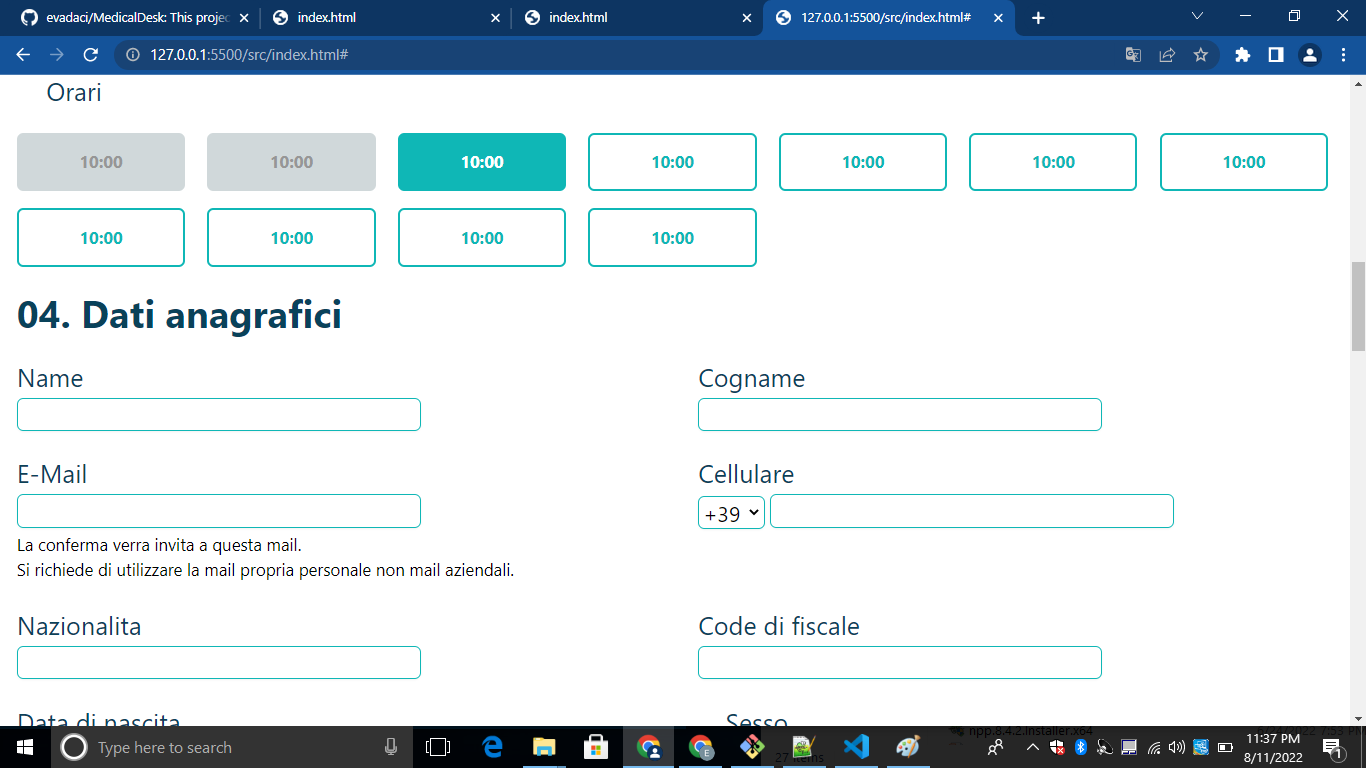 evadaci/MedicalDesk: This projec
index.html
index.html
127.0.0.1:5500/src/index.html#
127.0.0.1:5500/src/index.html#
Orari
10:00 10:00 10:00 10:00 10:00 10:00 10:00
10:00 10:00 10:00 10:00
04. Dati anagrafici
Name Cogname
E-Mail Cellulare
+39
La conferma verra invita a questa mail.
Si richiede di utilizzare la mail propria personale non mail aziendali.
Nazionalita Code di fiscale
Data di nascita Sesso
Type here to search
npp.8.4.2.Installer.x64
27 items
11:37 PM
8/11/2022
1